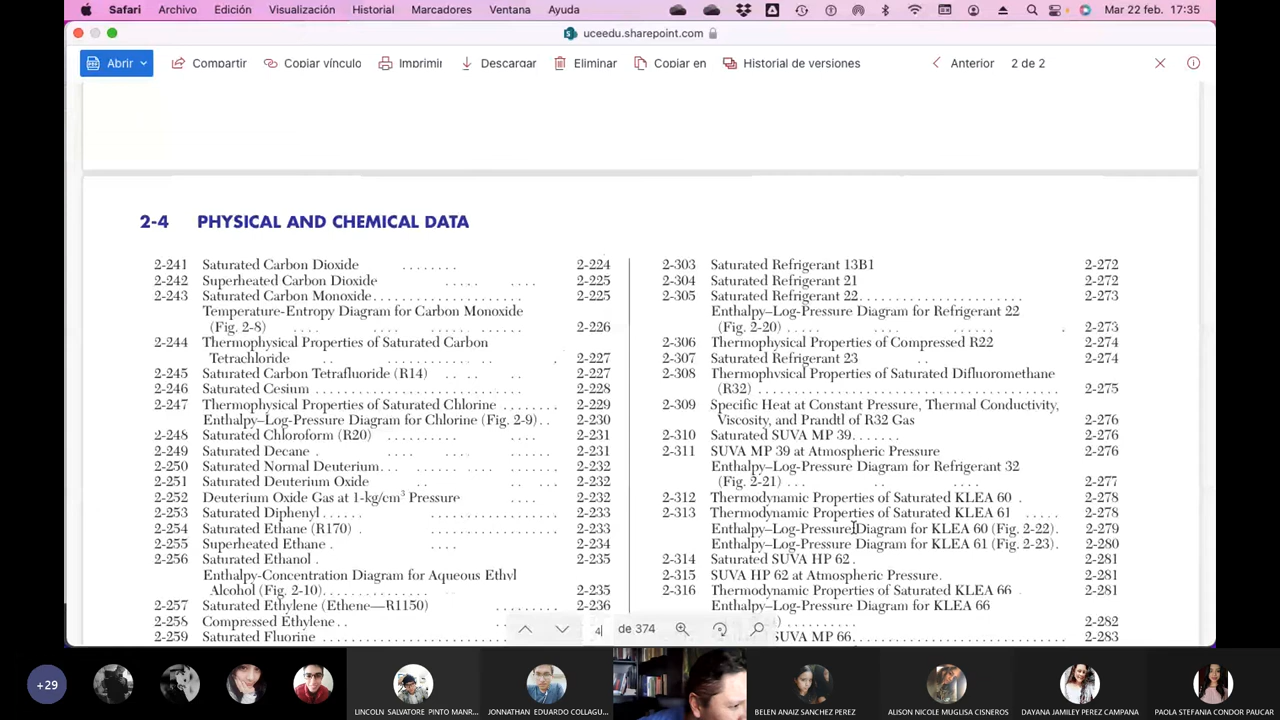 Safari Archivo Edición Visualización Historial Marcadores Ventana Ayuda Mar 22 feb. 17:35
uceedu.sharepoint.com
Abrir Compartir Copiar vínculo Imprimir Descargar Eliminar Copiar en Historial de versiones Anterior 2 de 2
2-4 PHYSICAL AND CHEMICAL DATA
2-241 Saturated Carbon Dioxide ........ 2-224
2-242 Superheated Carbon Dioxide ..... .... 2-225
2-243 Saturated Carbon Monoxide...................... 2-225
Temperature-Entropy Diagram for Carbon Monoxide
(Fig. 2-8) .... .... ...... .... 2-226
2-244 Thermophysical Properties of Saturated Carbon
Tetrachloride .. .. ... .. . 2-227
2-245 Saturated Carbon Tetrafluoride (R14) .. .. .. 2-227
2-246 Saturated Cesium .............................. 2-228
2-247 Thermophysical Properties of Saturated Chlorine ........ 2-229
Enthalpy–Log-Pressure Diagram for Chlorine (Fig. 2-9). . 2-230
2-248 Saturated Chloroform (R20) .......... .... 2-231
2-249 Saturated Decane . .... .... 2-231
2-250 Saturated Normal Deuterium... ..... ..... .... 2-232
2-251 Saturated Deuterium Oxide .. .. .. .. 2-232
2-252 Deuterium Oxide Gas at 1-kg/cm³ Pressure .... 2-232
2-253 Saturated Diphenyl ..... .................. 2-233
2-254 Saturated Ethane (R170) . .................. 2-233
2-255 Superheated Ethane . .... 2-234
2-256 Saturated Ethanol . 2-235
Enthalpy-Concentration Diagram for Aqueous Ethyl
Alcohol (Fig. 2-10)........ ..... .... 2-235
2-257 Saturated Ethylene (Ethene—R1150) ......... 2-236
2-258 Compressed Ethylene . .
2-259 Saturated Fluorine
2-303 Saturated Refrigerant 13B1 2-272
2-304 Saturated Refrigerant 21 2-272
2-305 Saturated Refrigerant 22....................... 2-273
Enthalpy–Log-Pressure Diagram for Refrigerant 22
(Fig. 2-20) ..... .... ...... . 2-273
2-306 Thermophysical Properties of Compressed R22 2-274
2-307 Saturated Refrigerant 23 .. 2-274
2-308 Thermophysical Properties of Saturated Difluoromethane
(R32) .................................. 2-275
2-309 Specific Heat at Constant Pressure, Thermal Conductivity,
Viscosity, and Prandtl of R32 Gas 2-276
2-310 Saturated SUVA MP 39....... 2-276
2-311 SUVA MP 39 at Atmospheric Pressure 2-276
Enthalpy–Log-Pressure Diagram for Refrigerant 32
(Fig. 2-21) ... .. .. 2-277
2-312 Thermodynamic Properties of Saturated KLEA 60 . 2-278
2-313 Thermodynamic Properties of Saturated KLEA 61 ..... 2-278
Enthalpy–Log-Pressure Diagram for KLEA 60 (Fig. 2-22). 2-279
Enthalpy–Log-Pressure Diagram for KLEA 61 (Fig. 2-23). 2-280
2-314 Saturated SUVA HP 62 . 2-281
2-315 SUVA HP 62 at Atmospheric Pressure. 2-281
2-316 Thermodynamic Properties of Saturated KLEA 66 . 2-281
Enthalpy–Log-Pressure Diagram for KLEA 66
2-282
SUVA MP 66.......................... 2-283
4 de 374
+29 LINCOLN SALVATORE PINTO MANR... JONNATHAN EDUARDO COLLAGU... BELEN ANAIZ SANCHEZ PEREZ ALISON NICOLE MUGLISA CISNEROS DAYANA JAMILEY PEREZ CAMPANA PAOLA STEFANIA CONDOR PAUCAR